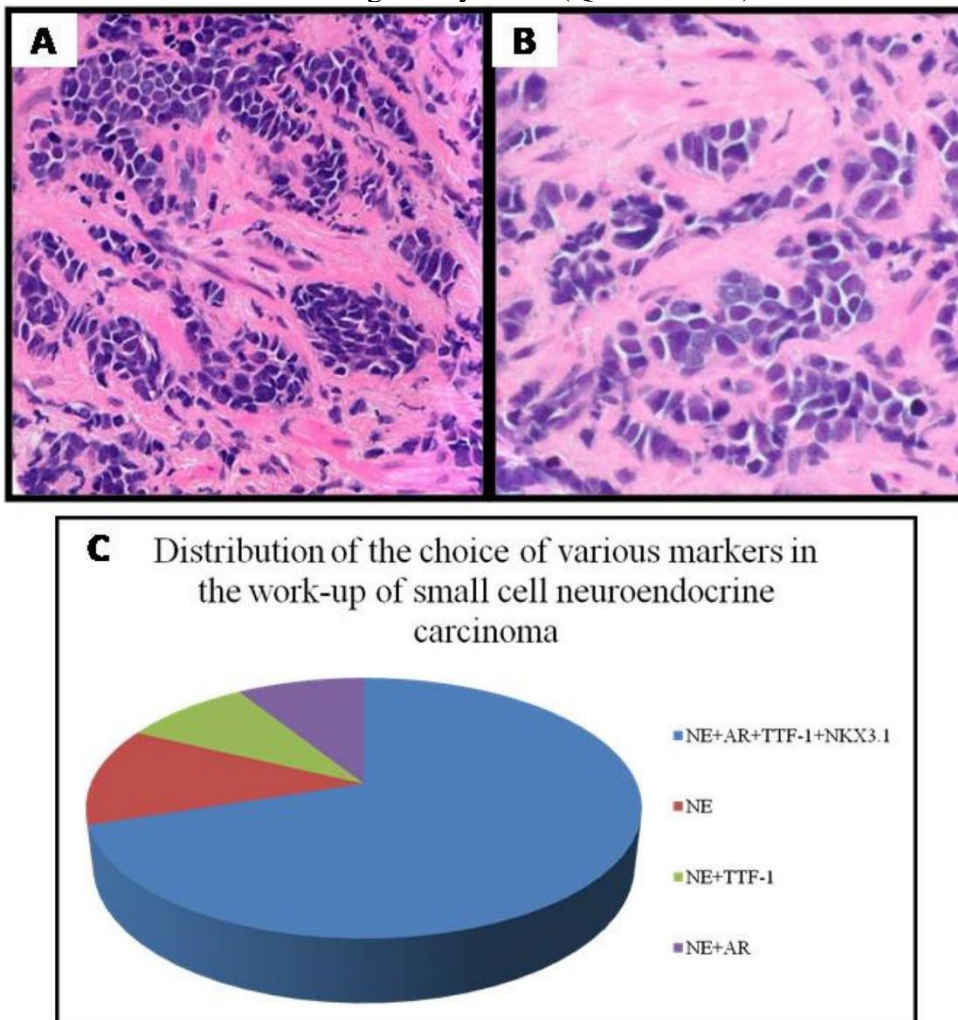 A
B
C
Distribution of the choice of various markers in
the work-up of small cell neuroendocrine
carcinoma
NE+AR+TTF-1+NKX3.1
NE
NE+TTF-1
NE+AR